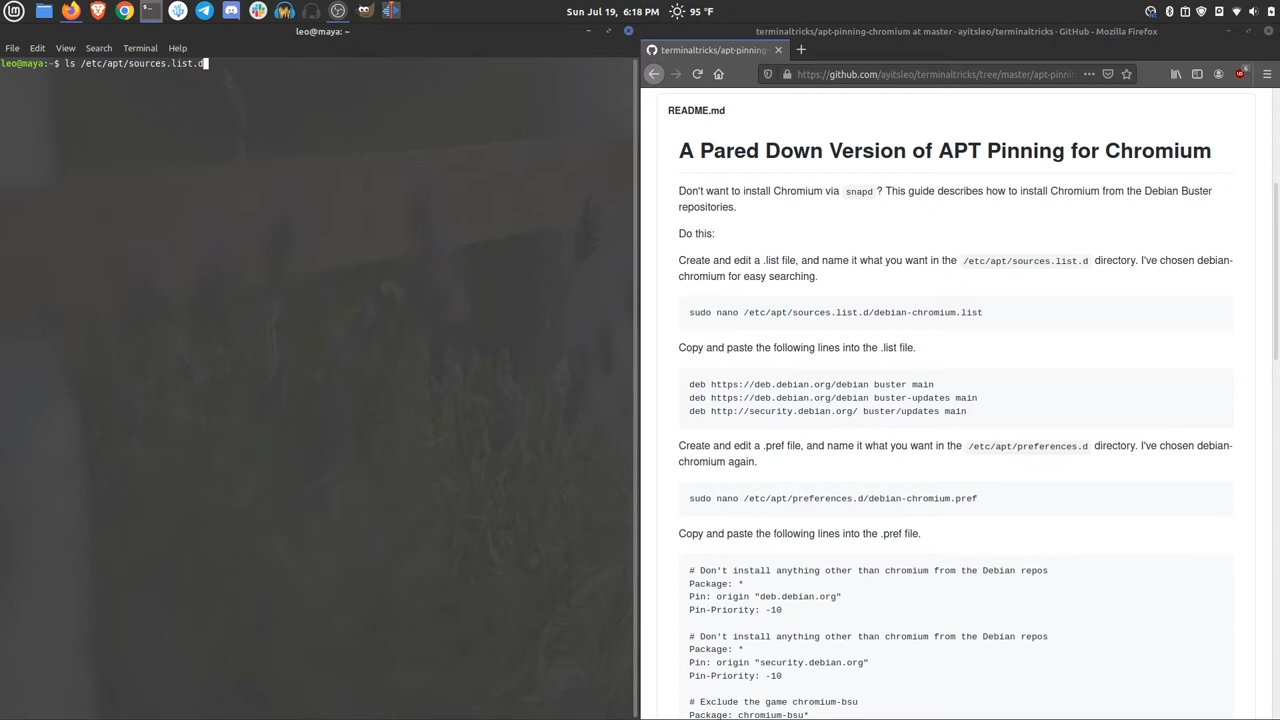 Sun Jul 19, 6:18 PM
95 °F
leo@maya: ~
File Edit View Search Terminal Help
leo@maya:~$ ls /etc/apt/sources.list.d
terminaltricks/apt-pinning-chromium at master · ayitsleo/terminaltricks · GitHub - Mozilla Firefox
terminaltricks/apt-pinning-
https://github.com/ayitsleo/terminaltricks/tree/master/apt-pinnin
6
README.md
A Pared Down Version of APT Pinning for Chromium
Don't want to install Chromium via snapd ? This guide describes how to install Chromium from the Debian Buster
repositories.
Do this:
Create and edit a .list file, and name it what you want in the /etc/apt/sources.list.d directory. I've chosen debian-
chromium for easy searching.
sudo nano /etc/apt/sources.list.d/debian-chromium.list
Copy and paste the following lines into the .list file.
deb https://deb.debian.org/debian buster main
deb https://deb.debian.org/debian buster-updates main
deb http://security.debian.org/ buster/updates main
Create and edit a .pref file, and name it what you want in the /etc/apt/preferences.d directory. I've chosen debian-
chromium again.
sudo nano /etc/apt/preferences.d/debian-chromium.pref
Copy and paste the following lines into the .pref file.
# Don't install anything other than chromium from the Debian repos
Package: *
Pin: origin "deb.debian.org"
Pin-Priority: -10
# Don't install anything other than chromium from the Debian repos
Package: *
Pin: origin "security.debian.org"
Pin-Priority: -10
# Exclude the game chromium-bsu
Package: chromium-bsu*